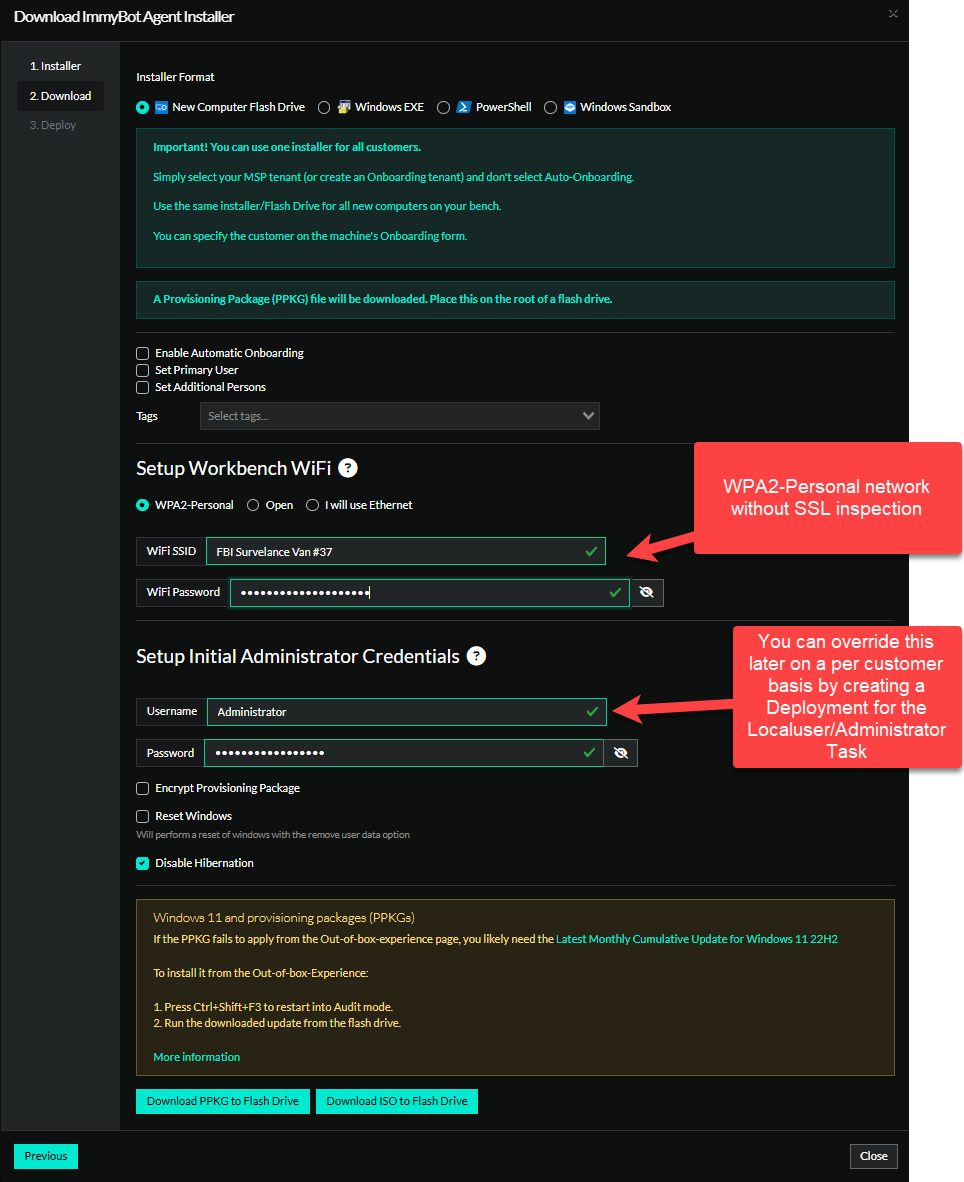 Download ImmyBot Agent Installer
1. Installer
2. Download
3. Deploy
Installer Format
New Computer Flash Drive
Windows EXE
PowerShell
Windows Sandbox
Important! You can use one installer for all customers.
Simply select your MSP tenant (or create an Onboarding tenant) and don't select Auto-Onboarding.
Use the same installer/Flash Drive for all new computers on your bench.
You can specify the customer on the machine's Onboarding form.
A Provisioning Package (PPKG) file will be downloaded. Place this on the root of a flash drive.
Enable Automatic Onboarding
Set Primary User
Set Additional Persons
Tags
Select tags...
Setup Workbench WiFi ?
WPA2-Personal
Open
I will use Ethernet
WiFi SSID
FBI Survelance Van #37
WiFi Password
••••••••••••••••••••
WPA2-Personal network
without SSL inspection
Setup Initial Administrator Credentials ?
Username
Administrator
Password
•••••••••••••••••
You can override this
later on a per customer
basis by creating a
Deployment for the
Localuser/Administrator
Task
Encrypt Provisioning Package
Reset Windows
Will perform a reset of windows with the remove user data option
Disable Hibernation
Windows 11 and provisioning packages (PPKGs)
If the PPKG fails to apply from the Out-of-box-experience page, you likely need the Latest Monthly Cumulative Update for Windows 11 22H2
To install it from the Out-of-box-Experience:
1. Press Ctrl+Shift+F3 to restart into Audit mode.
2. Run the downloaded update from the flash drive.
More information
Download PPKG to Flash Drive
Download ISO to Flash Drive
Previous
Close